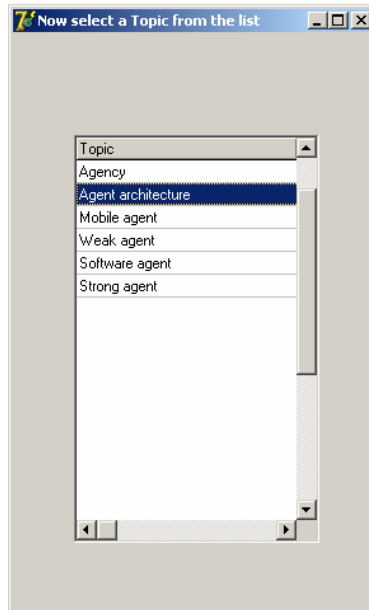 Now select a Topic from the list
Topic
Agency
Agent architecture
Mobile agent
Weak agent
Software agent
Strong agent